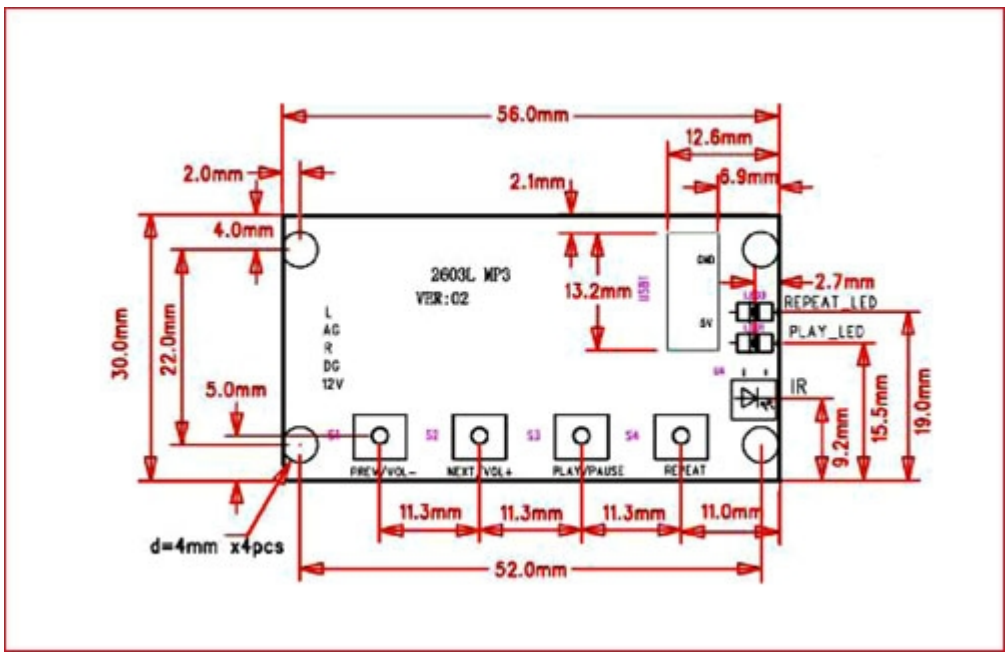 56.0mm
12.6mm
2.0mm
2.1mm
6.9mm
4.0mm
2603L MP3
VER:02
GND
USB1
13.2mm
2.7mm
REPEAT_LED
5V
PLAY_LED
L
AG
R
DG
12V
30.0mm
22.0mm
5.0mm
IR
9.2mm
15.5mm
19.0mm
S1
S2
S3
S4
PREW/VOL-
NEXT/VOL+
PLAY/PAUSE
REPEAT
11.3mm
11.3mm
11.3mm
11.0mm
d=4mm x4pcs
52.0mm